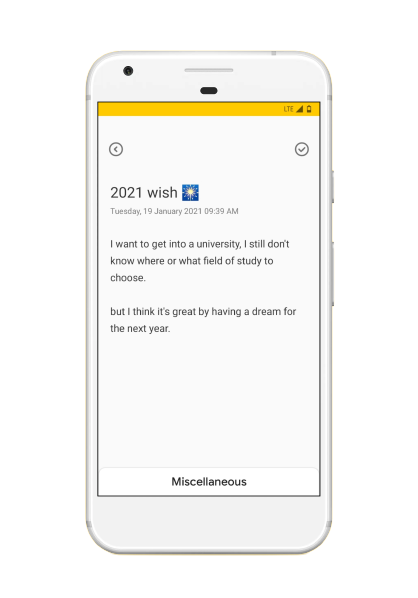 LTE
2021 wish 🎇
Tuesday, 19 January 2021 09:39 AM
I want to get into a university, I still don't
know where or what field of study to
choose.
but I think it's great by having a dream for
the next year.
Miscellaneous